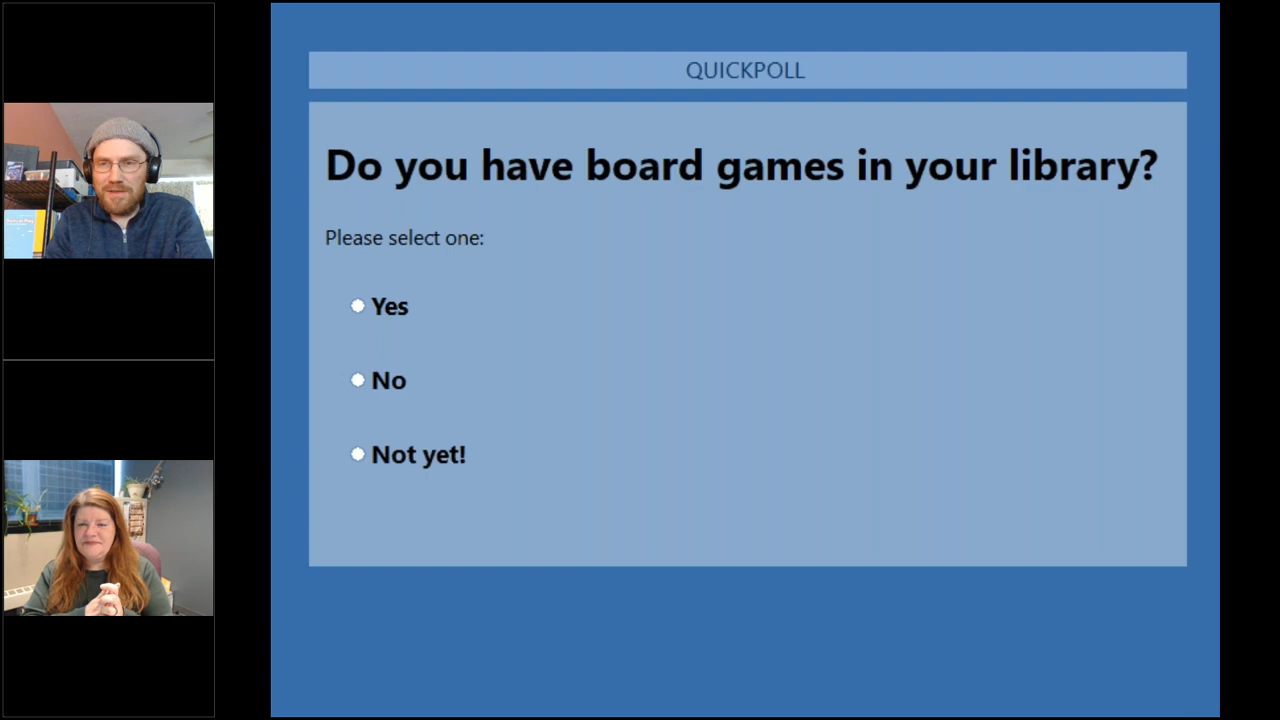 QUICKPOLL
Do you have board games in your library?
Please select one:
Yes
No
Not yet!